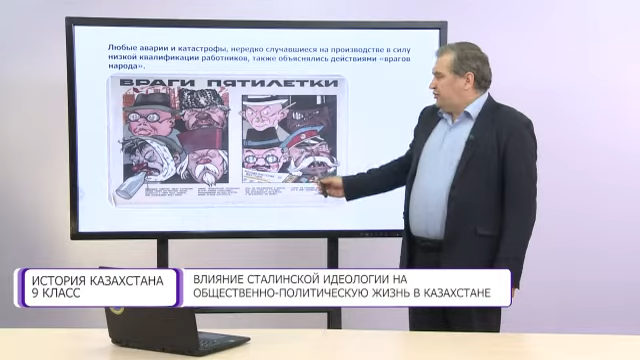 Любые аварии и катастрофы, нередко случавшиеся на производстве в силу
низкой квалификации работников, также объяснялись действиями «врагов
народа».
ВРАГИ ПЯТИЛЕТКИ
ИСТОРИЯ КАЗАХСТАНА
9 КЛАСС
ВЛИЯНИЕ СТАЛИНСКОЙ ИДЕОЛОГИИ НА
ОБЩЕСТВЕННО-ПОЛИТИЧЕСКУЮ ЖИЗНЬ В КАЗАХСТАНЕ